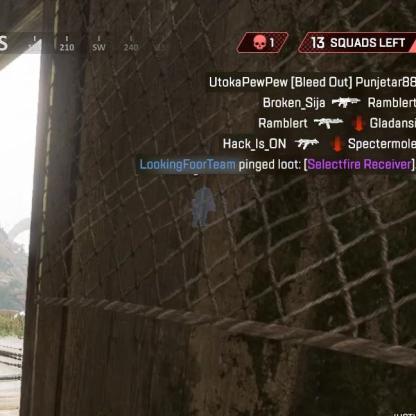 S 210 SW 240
1 13 SQUADS LEFT
UtokaPewPew [Bleed Out] Punjetar88
Broken_Sija Ramblert
Ramblert Gladansi
Hack_Is_ON Spectermole
LookingFoorTeam pinged loot: [Selectfire Receiver]